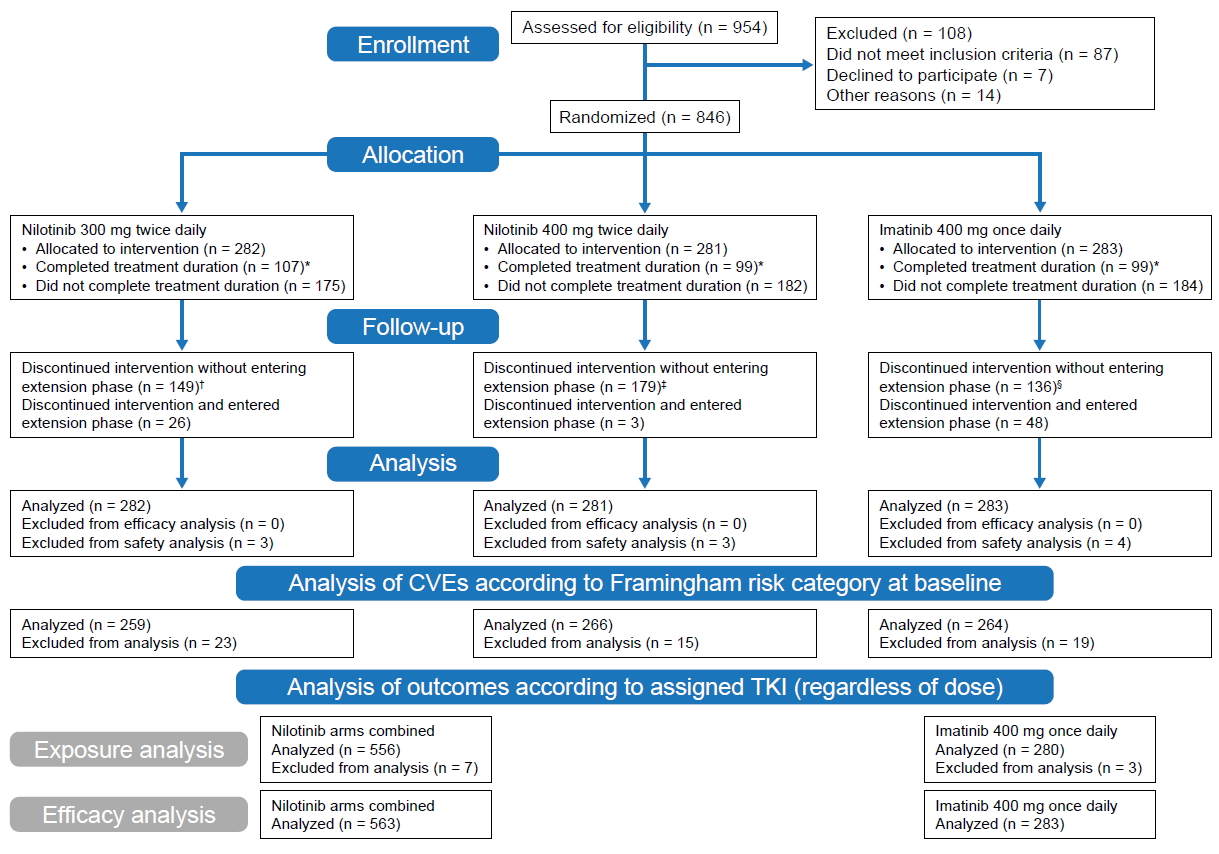 Enrollment
Assessed for eligibility (n = 954)
Excluded (n = 108)
Did not meet inclusion criteria (n = 87)
Declined to participate (n = 7)
Other reasons (n = 14)
Randomized (n = 846)
Allocation
Nilotinib 300 mg twice daily
• Allocated to intervention (n = 282)
• Completed treatment duration (n = 107)*
• Did not complete treatment duration (n = 175)
Nilotinib 400 mg twice daily
• Allocated to intervention (n = 281)
• Completed treatment duration (n = 99)*
• Did not complete treatment duration (n = 182)
Imatinib 400 mg once daily
• Allocated to intervention (n = 283)
• Completed treatment duration (n = 99)*
• Did not complete treatment duration (n = 184)
Follow-up
Discontinued intervention without entering
extension phase (n = 149)†
Discontinued intervention and entered
extension phase (n = 26)
Discontinued intervention without entering
extension phase (n = 179)‡
Discontinued intervention and entered
extension phase (n = 3)
Discontinued intervention without entering
extension phase (n = 136)§
Discontinued intervention and entered
extension phase (n = 48)
Analysis
Analyzed (n = 282)
Excluded from efficacy analysis (n = 0)
Excluded from safety analysis (n = 3)
Analyzed (n = 281)
Excluded from efficacy analysis (n = 0)
Excluded from safety analysis (n = 3)
Analyzed (n = 283)
Excluded from efficacy analysis (n = 0)
Excluded from safety analysis (n = 4)
Analysis of CVEs according to Framingham risk category at baseline
Analyzed (n = 259)
Excluded from analysis (n = 23)
Analyzed (n = 266)
Excluded from analysis (n = 15)
Analyzed (n = 264)
Excluded from analysis (n = 19)
Analysis of outcomes according to assigned TKI (regardless of dose)
Exposure analysis
Nilotinib arms combined
Analyzed (n = 556)
Excluded from analysis (n = 7)
Imatinib 400 mg once daily
Analyzed (n = 280)
Excluded from analysis (n = 3)
Efficacy analysis
Nilotinib arms combined
Analyzed (n = 563)
Imatinib 400 mg once daily
Analyzed (n = 283)